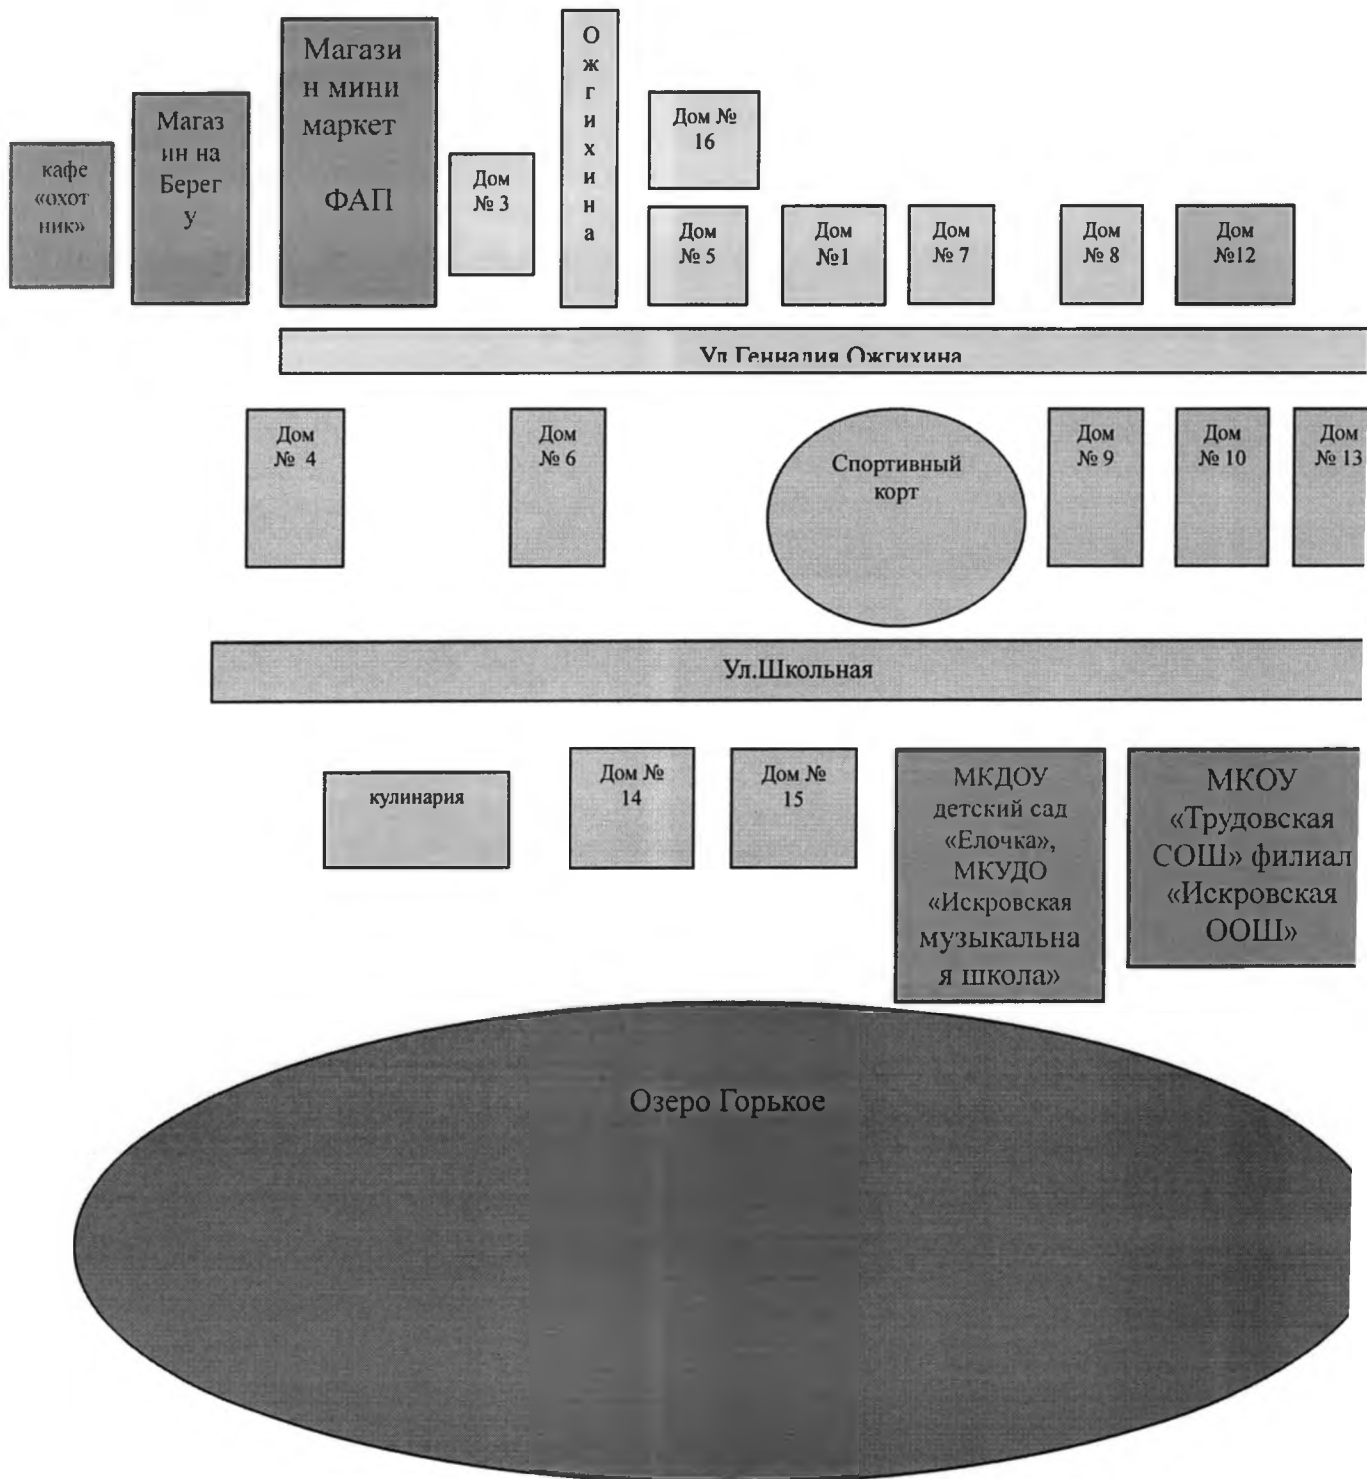 кафе
«охот
ник»
Магаз
ин на
Берег
у
Магази
н мини
маркет
ФАП
Дом
№ 3
О
ж
г
и
х
и
н
а
Дом №
16
Дом
№ 5
Дом
№1
Дом
№ 7
Дом
№ 8
Дом
№12
Ул Геннадия Ожгихина
Дом
№ 4
Дом
№ 6
Спортивный
корт
Дом
№ 9
Дом
№ 10
Дом
№ 13
Ул.Школьная
кулинария
Дом №
14
Дом №
15
МКДОУ
детский сад
«Елочка»,
МКУДО
«Искровская
музыкальна
я школа»
МКОУ
«Трудовская
СОШ» филиал
«Искровская
ООШ»
Озеро Горькое